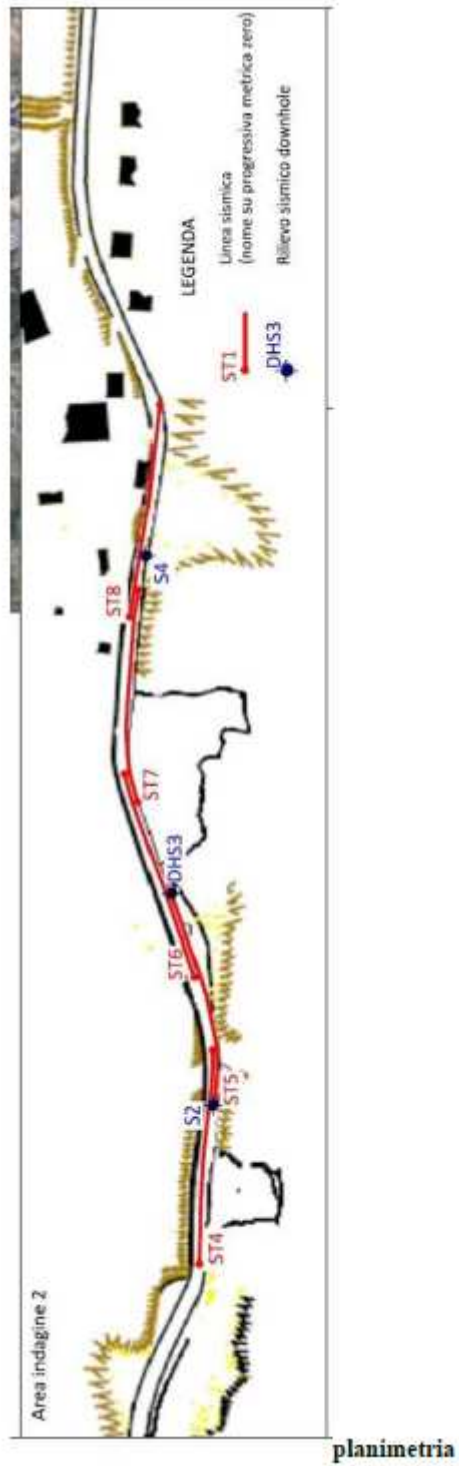 Area indagine 2
ST4
S2
ST5
ST6
DHS3
ST7
ST8
S4
LEGENDA
ST1
Linea sismica
(nome su progressiva metrica zero)
DHS3
Rilievo sismico downhole
planimetria